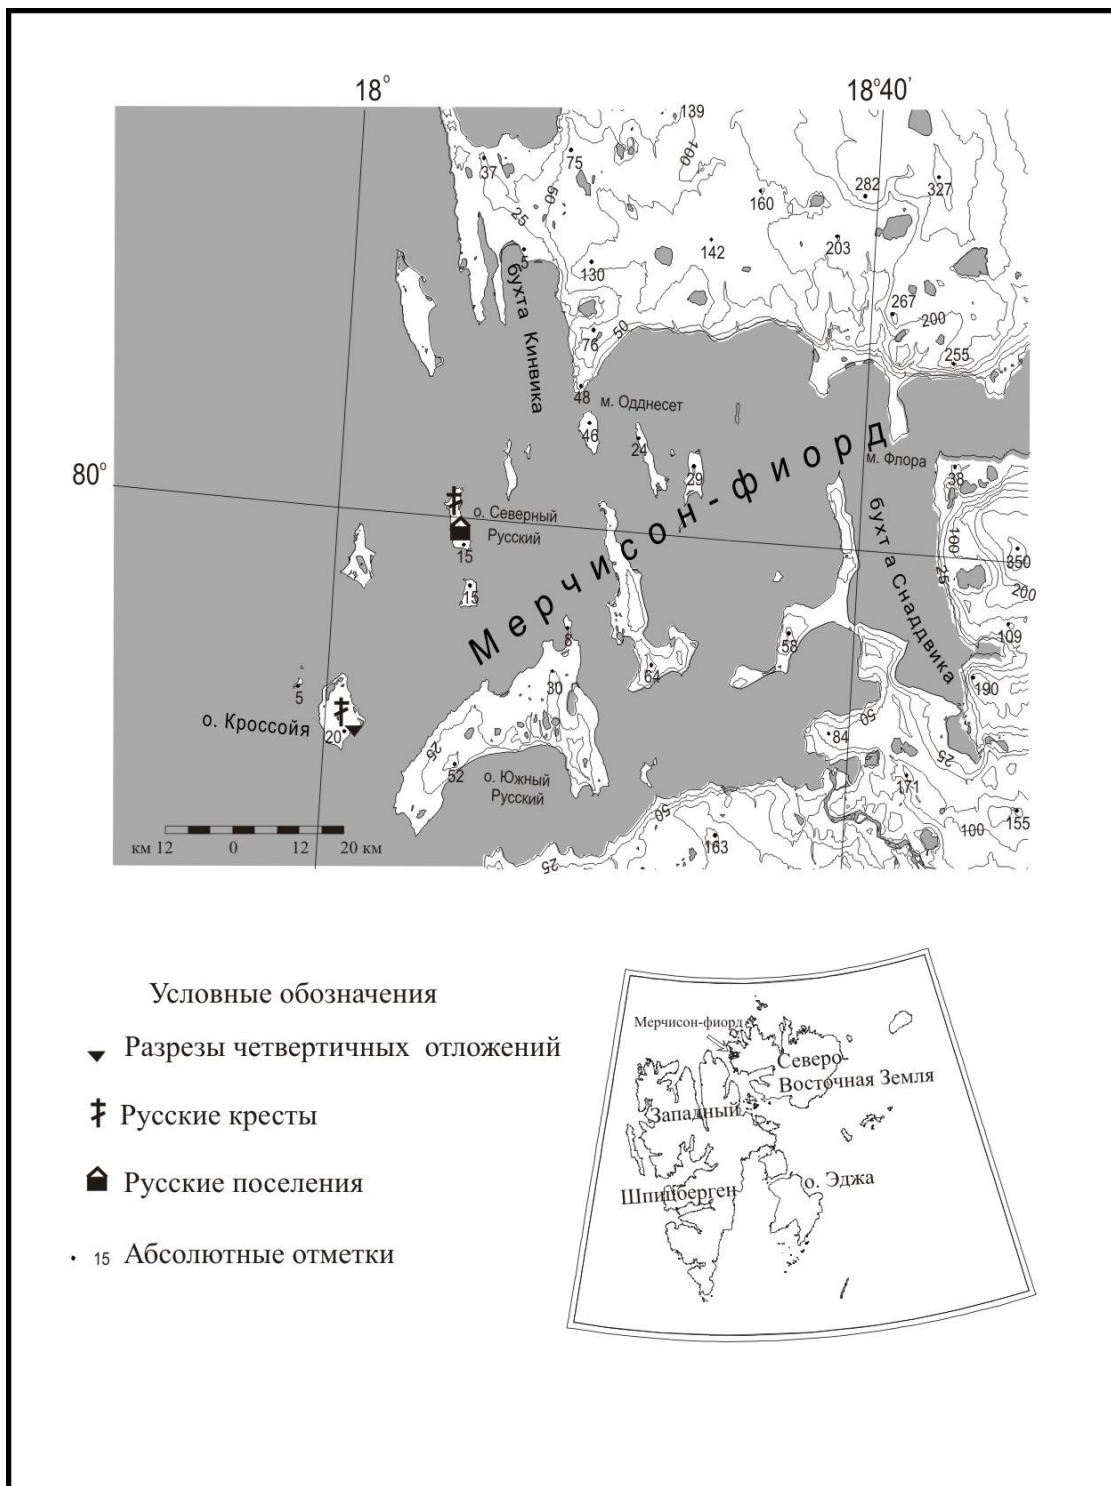 18° 18°40'
139
37 75 100
50 160 282 327
25
5 142 203
130
267
200
76 50
255
бухта Кинвика
48 м. Одднесет
46
24
м. Флора
80°
29 38
о. Северный
Русский
15
Мерчисон-фиорд
бухта Снаддвика
100
25
350
200
15
8
58
109
64
30
190
5
о. Кроссойя
20
50
84
25
25
52
о. Южный
Русский
171
50
100 155
163
км 12 0 12 20 км
25
Условные обозначения
Разрезы четвертичных отложений
Русские кресты
Русские поселения
15 Абсолютные отметки
Мерчисон-фиорд
Северо-
Восточная Земля
Западный
Шпицберген
о. Эджа